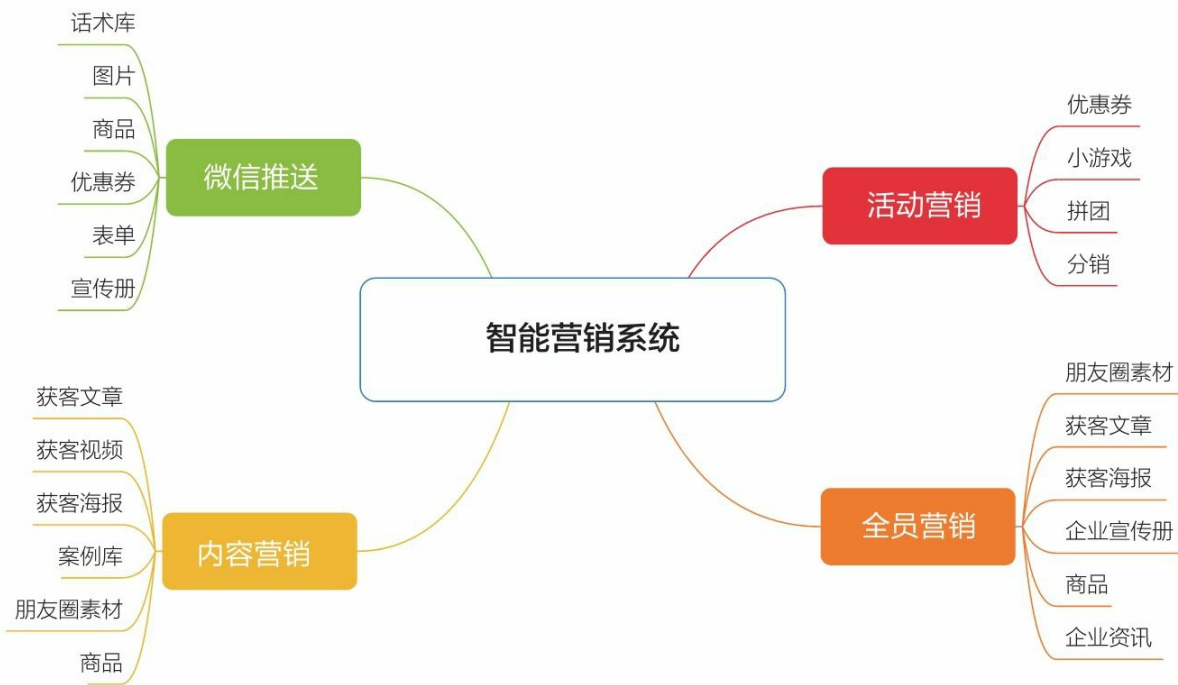 智能营销系统
微信推送
话术库
图片
商品
优惠券
表单
宣传册
活动营销
优惠券
小游戏
拼团
分销
内容营销
获客文章
获客视频
获客海报
案例库
朋友圈素材
商品
全员营销
朋友圈素材
获客文章
获客海报
企业宣传册
商品
企业资讯